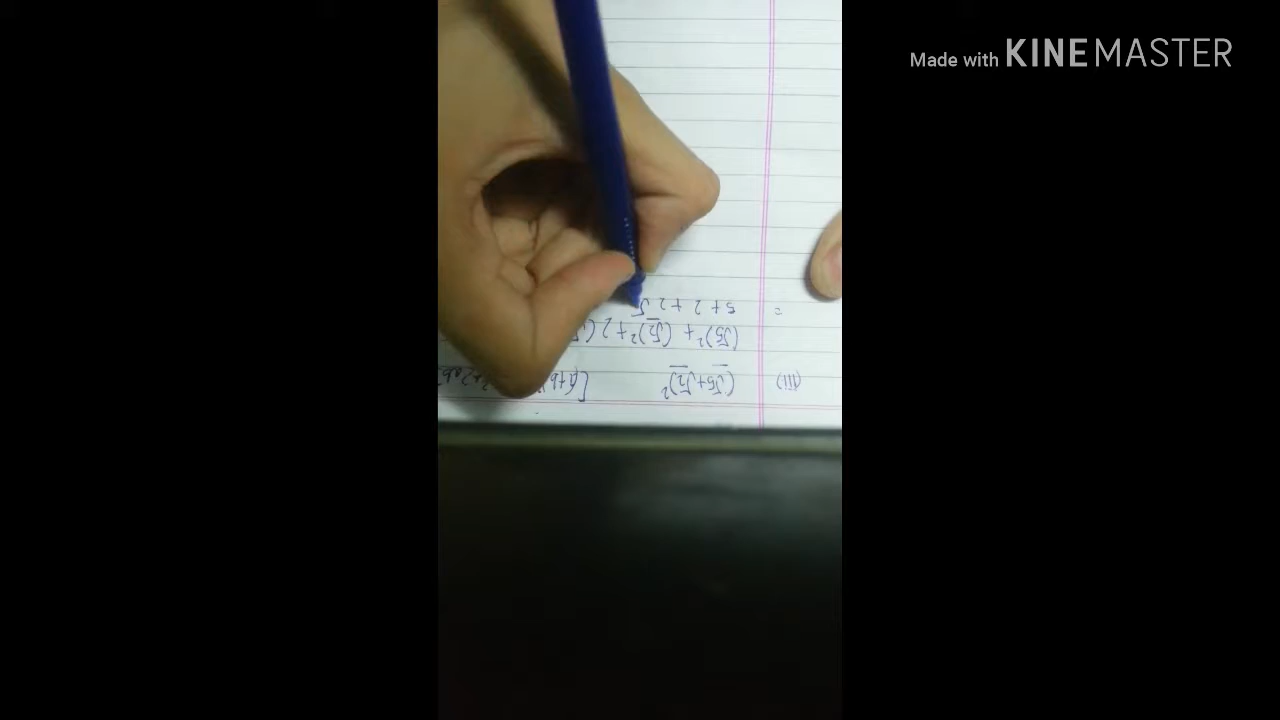 Made with KINEMASTER
(iii) (√5+√2)² [(a+b)
(√5)² + (√2)² + 2(√
= 5 + 2 + 2√